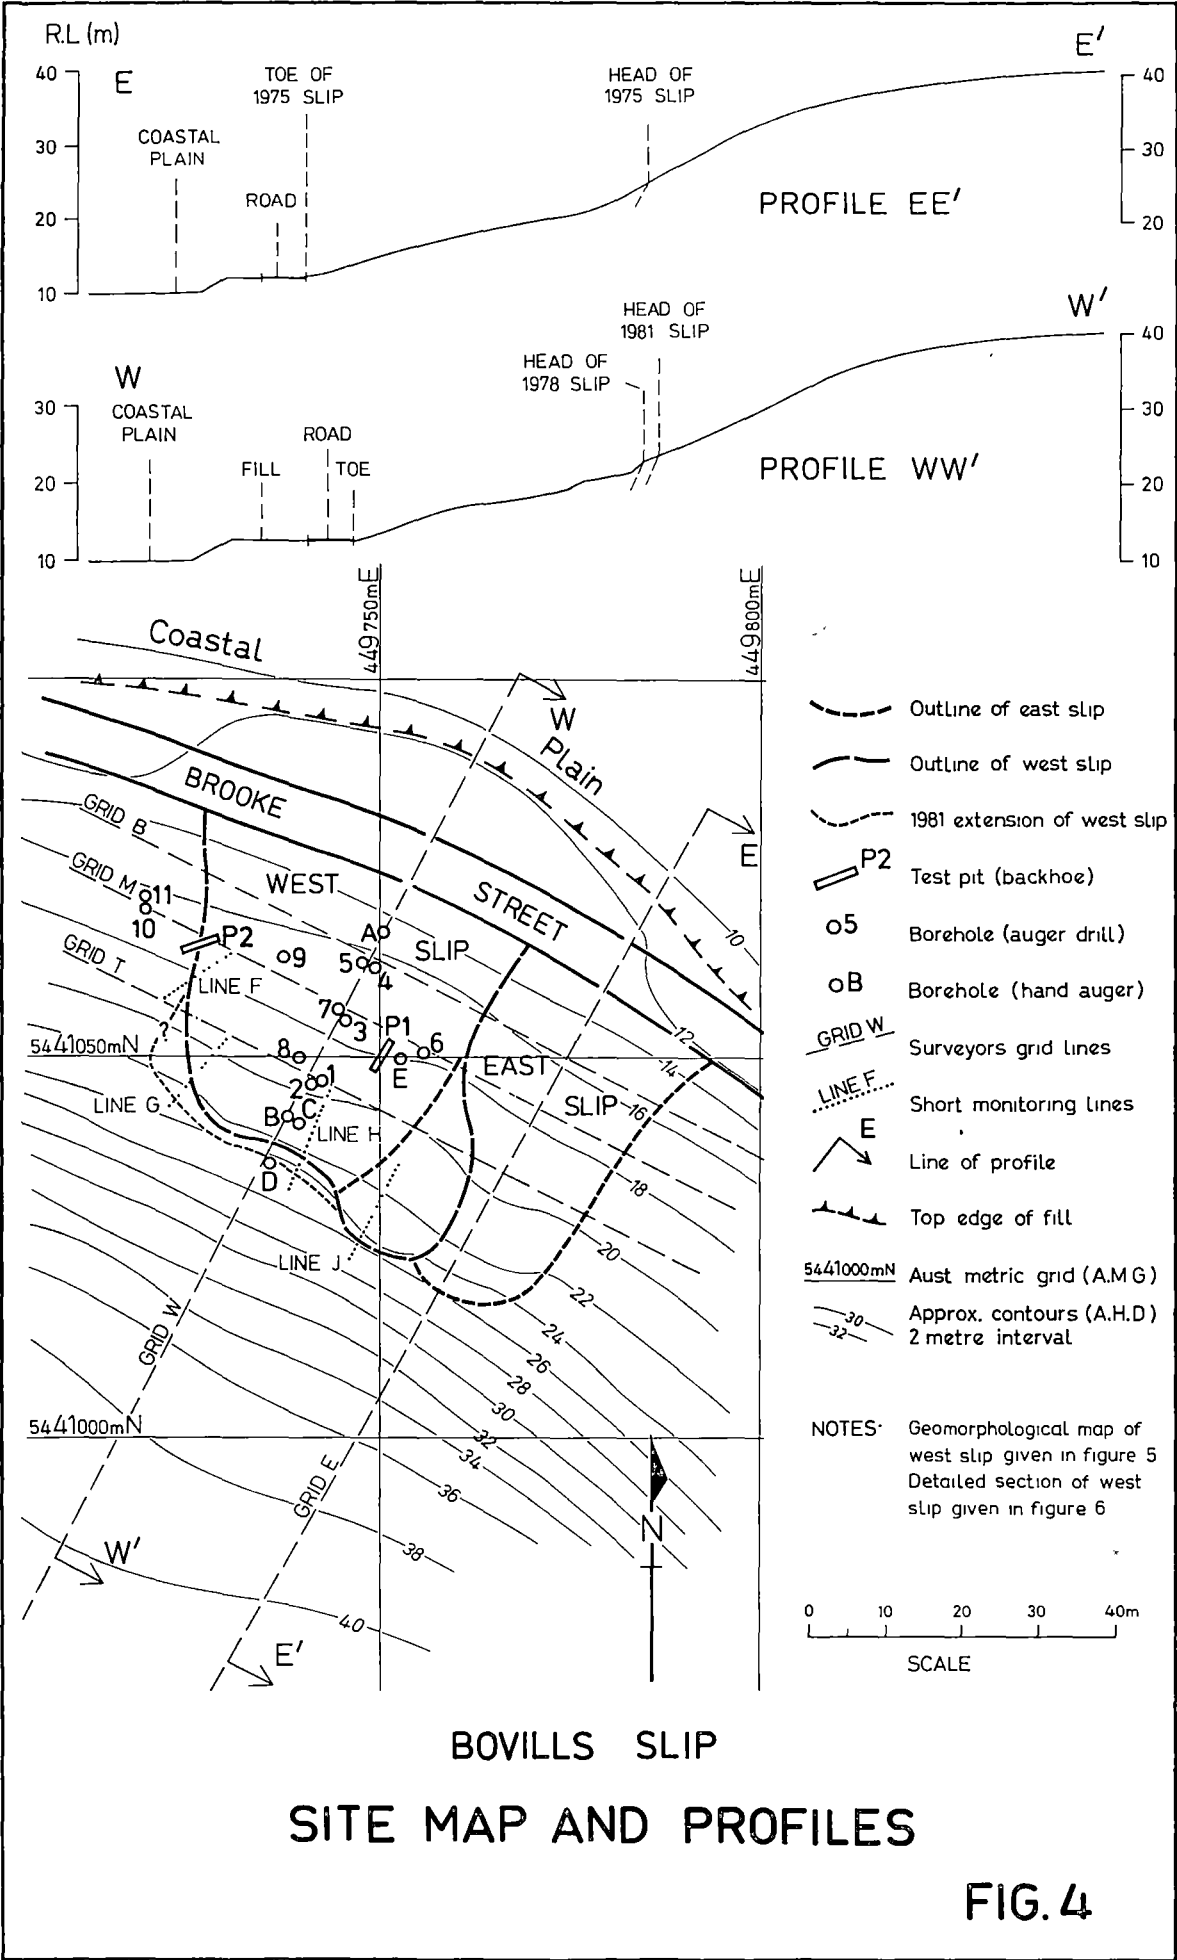 R.L (m)
E
E'
40
30
20
10
TOE OF
1975 SLIP
HEAD OF
1975 SLIP
COASTAL
PLAIN
ROAD
40
30
20
PROFILE EE'
W
W'
HEAD OF
1981 SLIP
HEAD OF
1978 SLIP
COASTAL
PLAIN
ROAD
FILL
TOE
30
20
10
40
30
20
10
PROFILE WW'
449750mE
449800mE
Coastal
Plain
W
E
BROOKE
STREET
GRID B
GRID M
GRID T
WEST
SLIP
EAST
SLIP
11
10
P2
9
A
5
4
7
3
P1
6
E
8
2
1
B
C
D
LINE F
LINE G
LINE H
LINE J
?
5441050mN
5441000mN
GRID W
GRID E
10
12
14
16
18
20
22
24
26
28
30
32
34
36
38
40
W'
E'
N
Outline of east slip
Outline of west slip
1981 extension of west slip
P2
Test pit (backhoe)
5
Borehole (auger drill)
B
Borehole (hand auger)
GRID W
Surveyors grid lines
LINE F
Short monitoring lines
E
Line of profile
Top edge of fill
5441000mN
Aust metric grid (A.M G)
30
32
Approx. contours (A.H.D)
2 metre interval
NOTES·
Geomorphological map of
west slip given in figure 5
Detailed section of west
slip given in figure 6
0 10 20 30 40m
SCALE
BOVILLS SLIP
SITE MAP AND PROFILES
FIG. 4